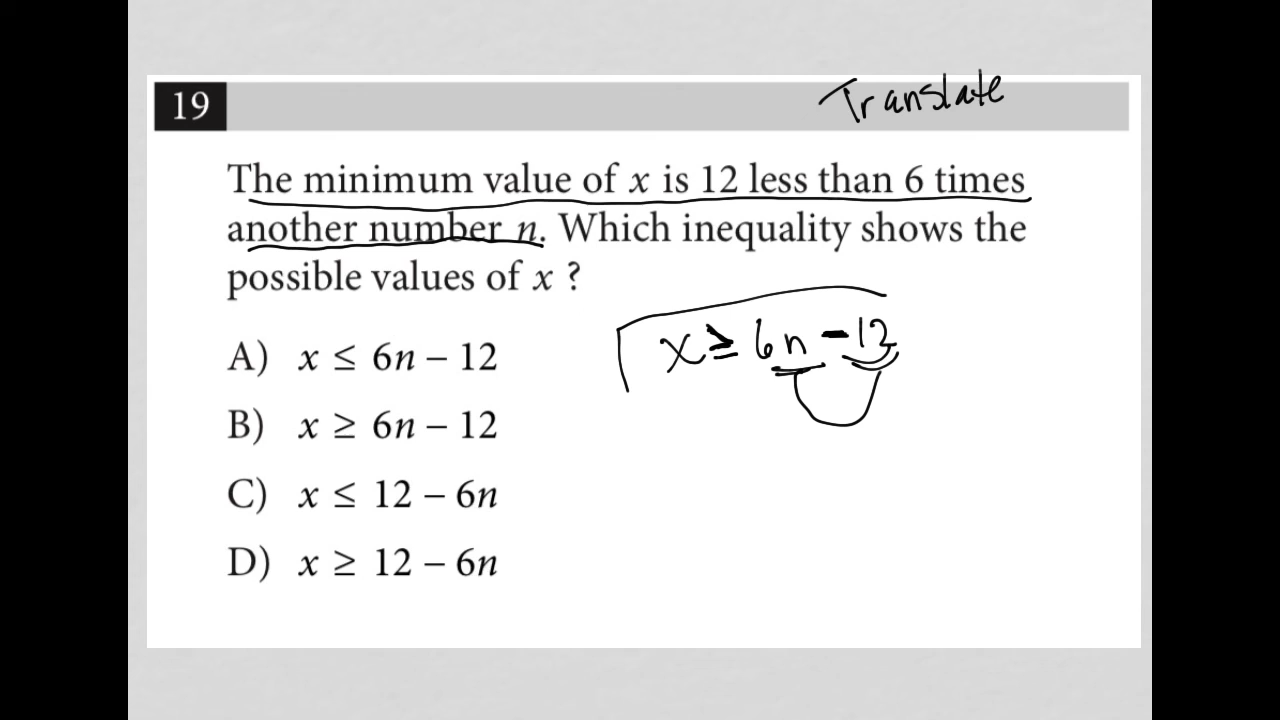 Translate
19
The minimum value of x is 12 less than 6 times
another number n. Which inequality shows the
possible values of x ?
x ≥ 6n - 12
A) x ≤ 6n – 12
B) x ≥ 6n – 12
C) x ≤ 12 – 6n
D) x ≥ 12 – 6n